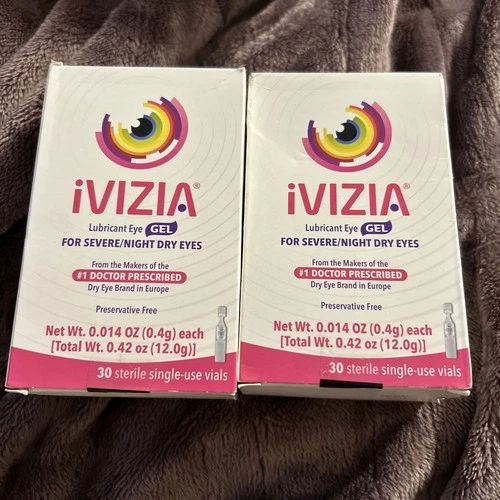 iVIZIA®
Lubricant Eye GEL
FOR SEVERE/NIGHT DRY EYES
From the Makers of the
#1 DOCTOR PRESCRIBED
Dry Eye Brand in Europe
Preservative Free
Net Wt. 0.014 OZ (0.4g) each
[Total Wt. 0.42 oz (12.0g)]
30 sterile single-use vials
iVIZIA®
Lubricant Eye GEL
FOR SEVERE/NIGHT DRY EYES
From the Makers of the
#1 DOCTOR PRESCRIBED
Dry Eye Brand in Europe
Preservative Free
Net Wt. 0.014 OZ (0.4g) each
[Total Wt. 0.42 oz (12.0g)]
30 sterile single-use vials